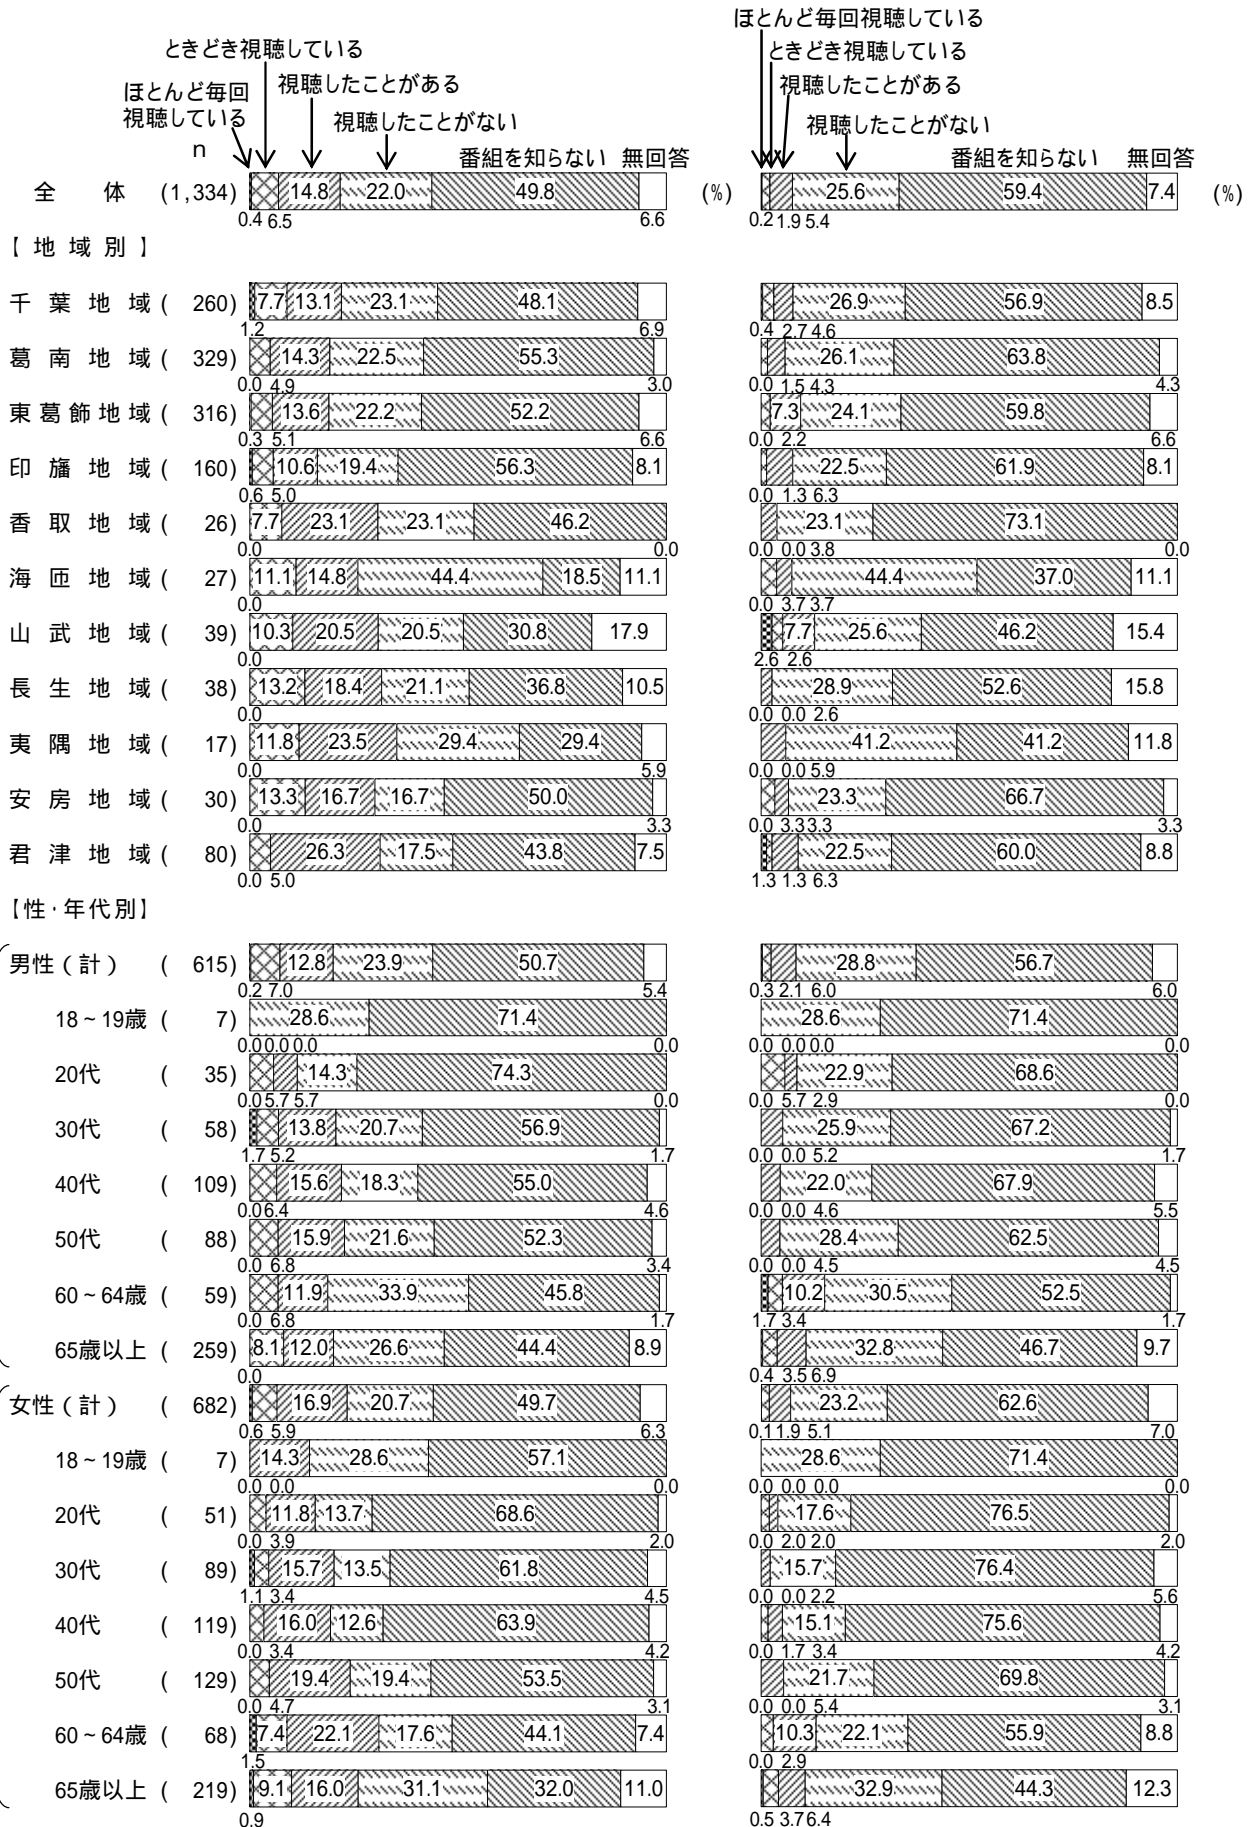 ほとんど毎回視聴している
ときどき視聴している ときどき視聴している
ほとんど毎回 視聴したことがある 視聴したことがある
視聴している 視聴したことがない 視聴したことがない
n 番組を知らない 無回答 番組を知らない 無回答
全 体 (1,334) 14.8 22.0 49.8 (%) 25.6 59.4 7.4 (%)
0.4 6.5 6.6 0.2 1.9 5.4
【地域別】
千葉地域( 260) 7.7 13.1 23.1 48.1 26.9 56.9 8.5
1.2 6.9 0.4 2.7 4.6
葛南地域( 329) 14.3 22.5 55.3 26.1 63.8
0.0 4.9 3.0 0.0 1.5 4.3 4.3
東葛飾地域( 316) 13.6 22.2 52.2 7.3 24.1 59.8
0.3 5.1 6.6 0.0 2.2 6.6
印旛地域( 160) 10.6 19.4 56.3 8.1 22.5 61.9 8.1
0.6 5.0 0.0 1.3 6.3
香取地域( 26) 7.7 23.1 23.1 46.2 23.1 73.1
0.0 0.0 0.0 0.0 3.8 0.0
海匝地域( 27) 11.1 14.8 44.4 18.5 11.1 44.4 37.0 11.1
0.0 0.0 3.7 3.7
山武地域( 39) 10.3 20.5 20.5 30.8 17.9 7.7 25.6 46.2 15.4
0.0 2.6 2.6
長生地域( 38) 13.2 18.4 21.1 36.8 10.5 28.9 52.6 15.8
0.0 0.0 0.0 2.6
夷隅地域( 17) 11.8 23.5 29.4 29.4 41.2 41.2 11.8
0.0 5.9 0.0 0.0 5.9
安房地域( 30) 13.3 16.7 16.7 50.0 23.3 66.7
0.0 3.3 0.0 3.3 3.3 3.3
君津地域( 80) 26.3 17.5 43.8 7.5 22.5 60.0 8.8
0.0 5.0 1.3 1.3 6.3
【性・年代別】
男性(計) ( 615) 12.8 23.9 50.7 28.8 56.7
0.2 7.0 5.4 0.3 2.1 6.0 6.0
18~19歳( 7) 28.6 71.4 28.6 71.4
0.0 0.0 0.0 0.0 0.0 0.0 0.0 0.0
20代 ( 35) 14.3 74.3 22.9 68.6
0.0 5.7 5.7 0.0 0.0 5.7 2.9 0.0
30代 ( 58) 13.8 20.7 56.9 25.9 67.2
1.7 5.2 1.7 0.0 0.0 5.2 1.7
40代 ( 109) 15.6 18.3 55.0 22.0 67.9
0.0 6.4 4.6 0.0 0.0 4.6 5.5
50代 ( 88) 15.9 21.6 52.3 28.4 62.5
0.0 6.8 3.4 0.0 0.0 4.5 4.5
60~64歳( 59) 11.9 33.9 45.8 10.2 30.5 52.5
0.0 6.8 1.7 1.7 3.4 1.7
65歳以上( 259) 8.1 12.0 26.6 44.4 8.9 32.8 46.7 9.7
0.0 0.4 3.5 6.9
女性(計) ( 682) 16.9 20.7 49.7 23.2 62.6
0.6 5.9 6.3 0.1 1.9 5.1 7.0
18~19歳( 7) 14.3 28.6 57.1 28.6 71.4
0.0 0.0 0.0 0.0 0.0 0.0 0.0
20代 ( 51) 11.8 13.7 68.6 17.6 76.5
0.0 3.9 2.0 0.0 2.0 2.0 2.0
30代 ( 89) 15.7 13.5 61.8 15.7 76.4
1.1 3.4 4.5 0.0 0.0 2.2 5.6
40代 ( 119) 16.0 12.6 63.9 15.1 75.6
0.0 3.4 4.2 0.0 1.7 3.4 4.2
50代 ( 129) 19.4 19.4 53.5 21.7 69.8
0.0 4.7 3.1 0.0 0.0 5.4 3.1
60~64歳( 68) 7.4 22.1 17.6 44.1 7.4 10.3 22.1 55.9 8.8
1.5 0.0 2.9
65歳以上( 219) 9.1 16.0 31.1 32.0 11.0 32.9 44.3 12.3
0.9 0.5 3.7 6.4